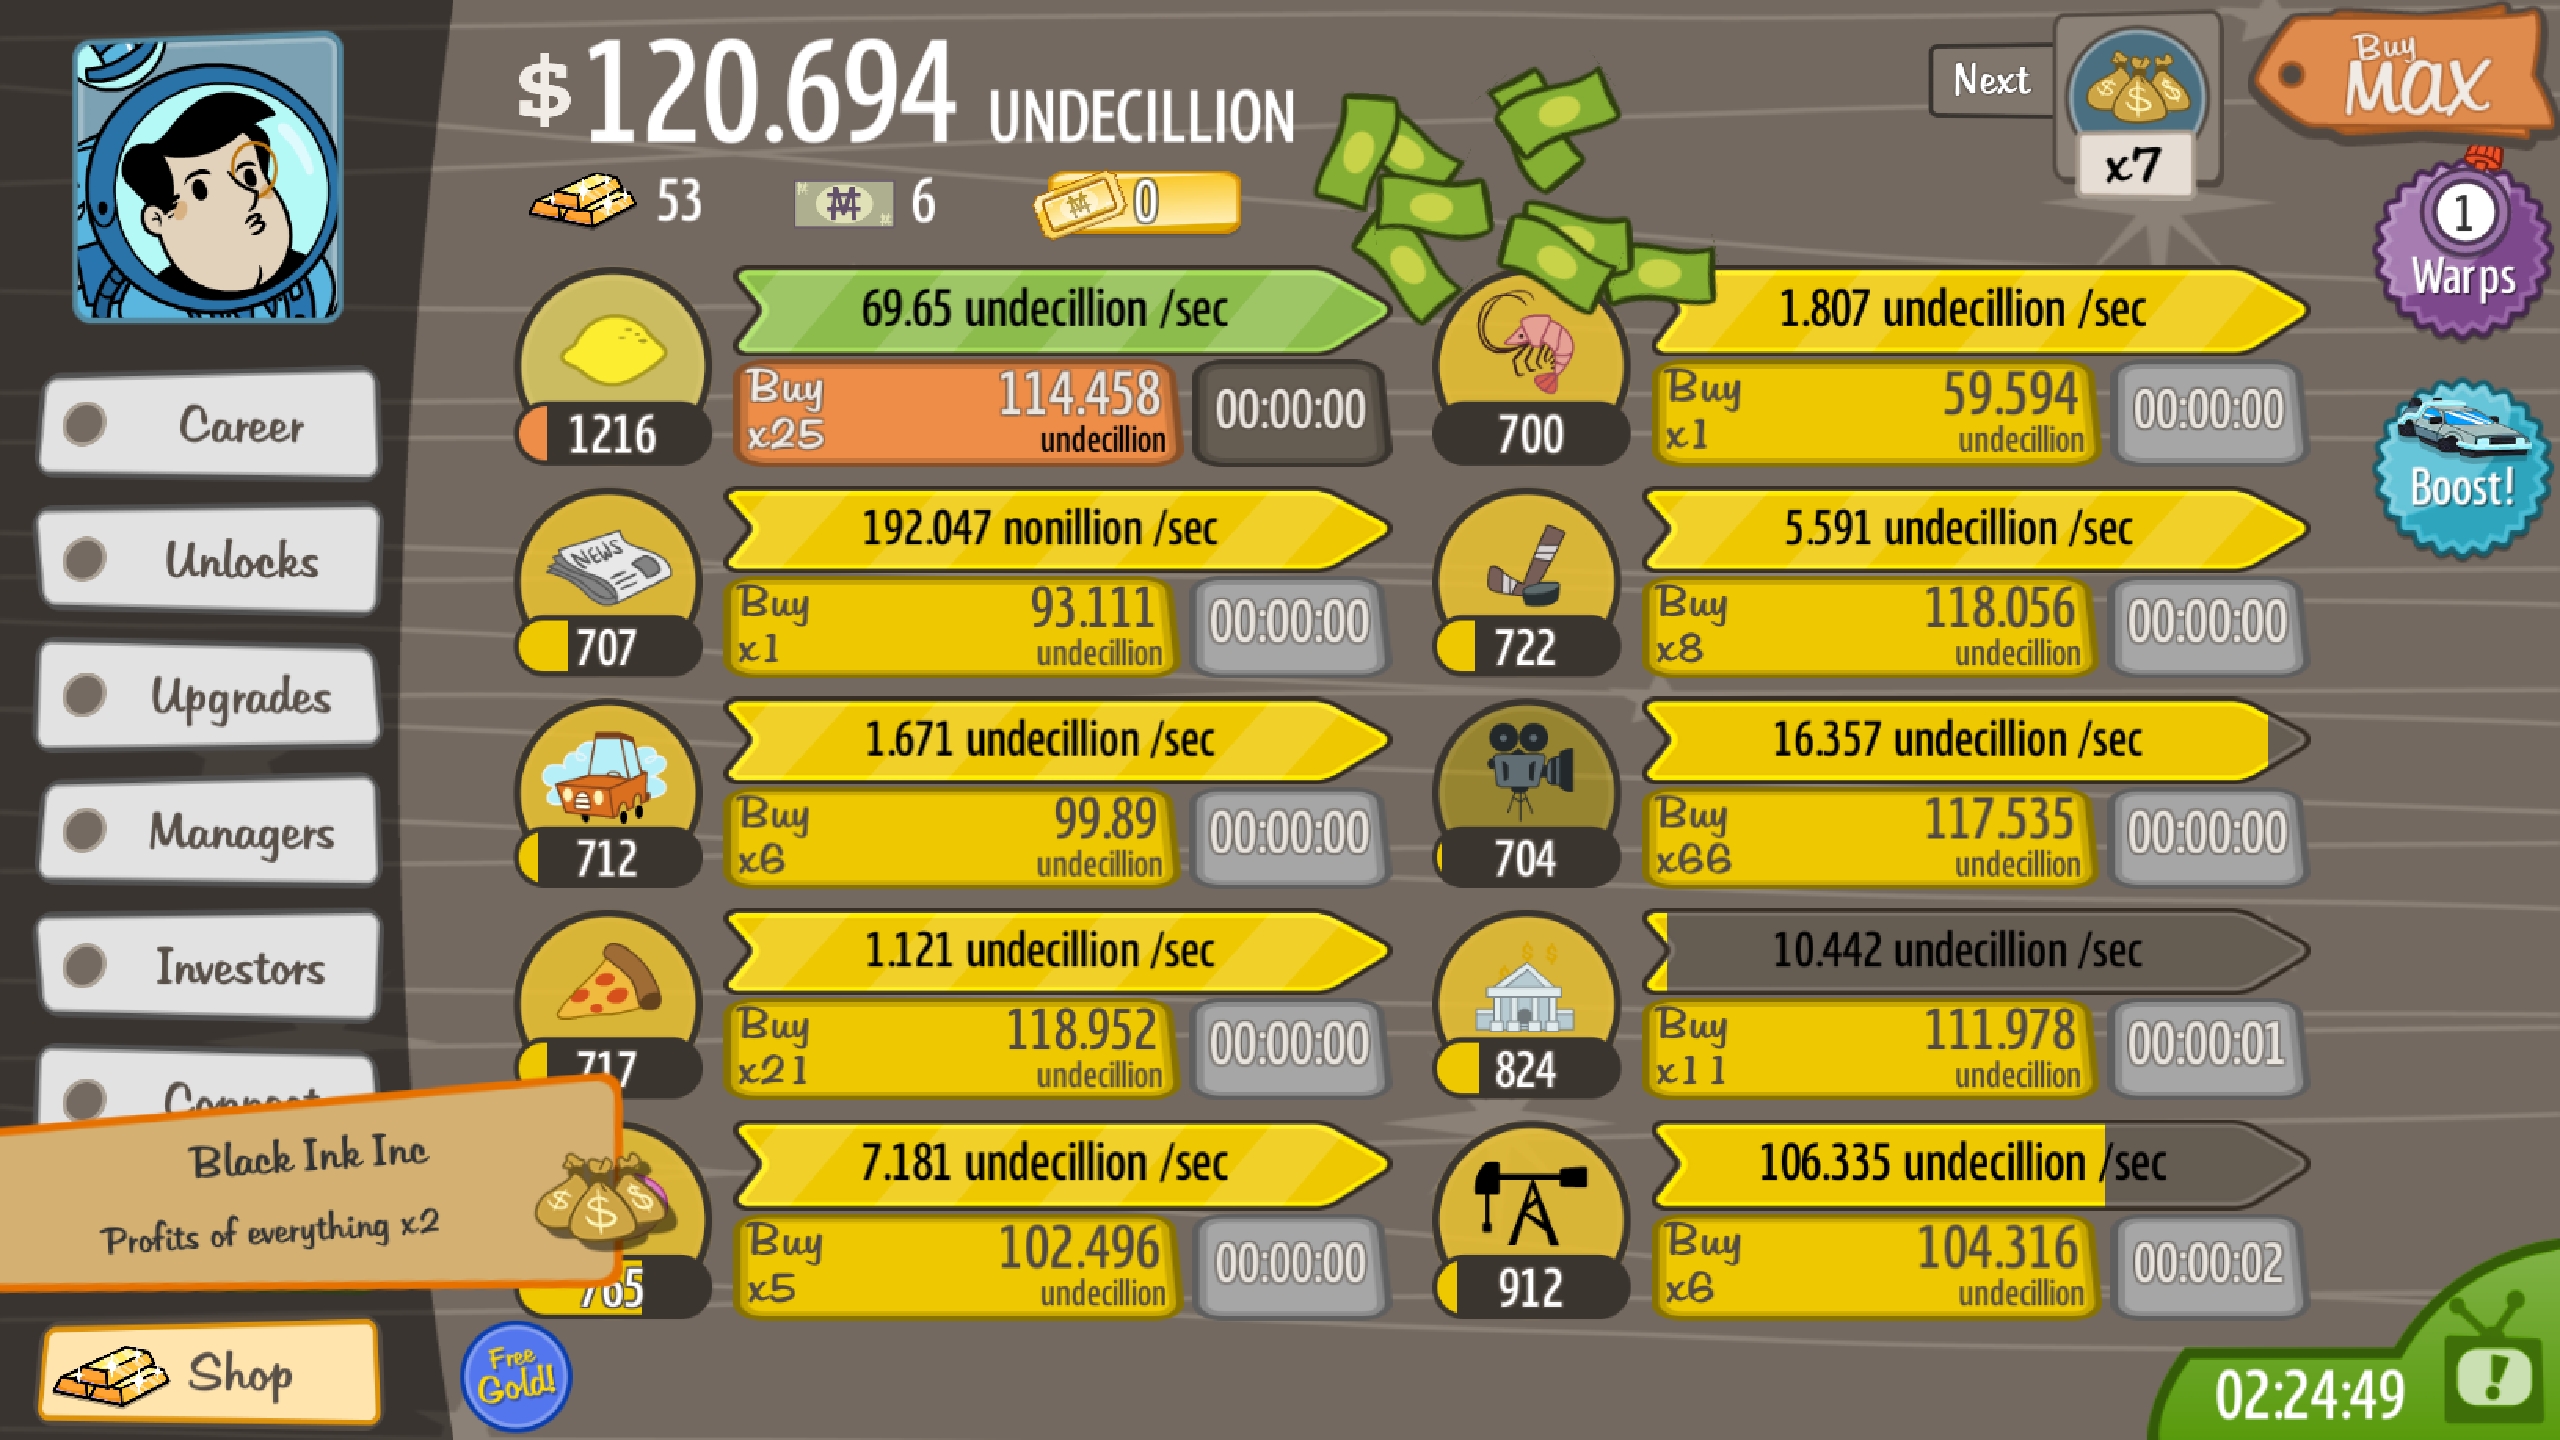 $120.694 UNDECILLION
Next
x7
Buy
MAX
53
6
0
1
Warps
Boost!
Career
Unlocks
Upgrades
Managers
Investors
Connect
Black Ink Inc
Profits of everything x2
Shop
Free
Gold!
69.65 undecillion /sec
1216
Buy
x25
114.458
undecillion
00:00:00
NEWS
192.047 nonillion /sec
707
Buy
x1
93.111
undecillion
00:00:00
1.671 undecillion /sec
712
Buy
x6
99.89
undecillion
00:00:00
1.121 undecillion /sec
717
Buy
x21
118.952
undecillion
00:00:00
7.181 undecillion /sec
765
Buy
x5
102.496
undecillion
00:00:00
1.807 undecillion /sec
700
Buy
x1
59.594
undecillion
00:00:00
5.591 undecillion /sec
722
Buy
x8
118.056
undecillion
00:00:00
16.357 undecillion /sec
704
Buy
x66
117.535
undecillion
00:00:00
10.442 undecillion /sec
824
Buy
x11
111.978
undecillion
00:00:01
106.335 undecillion /sec
912
Buy
x6
104.316
undecillion
00:00:02
02:24:49